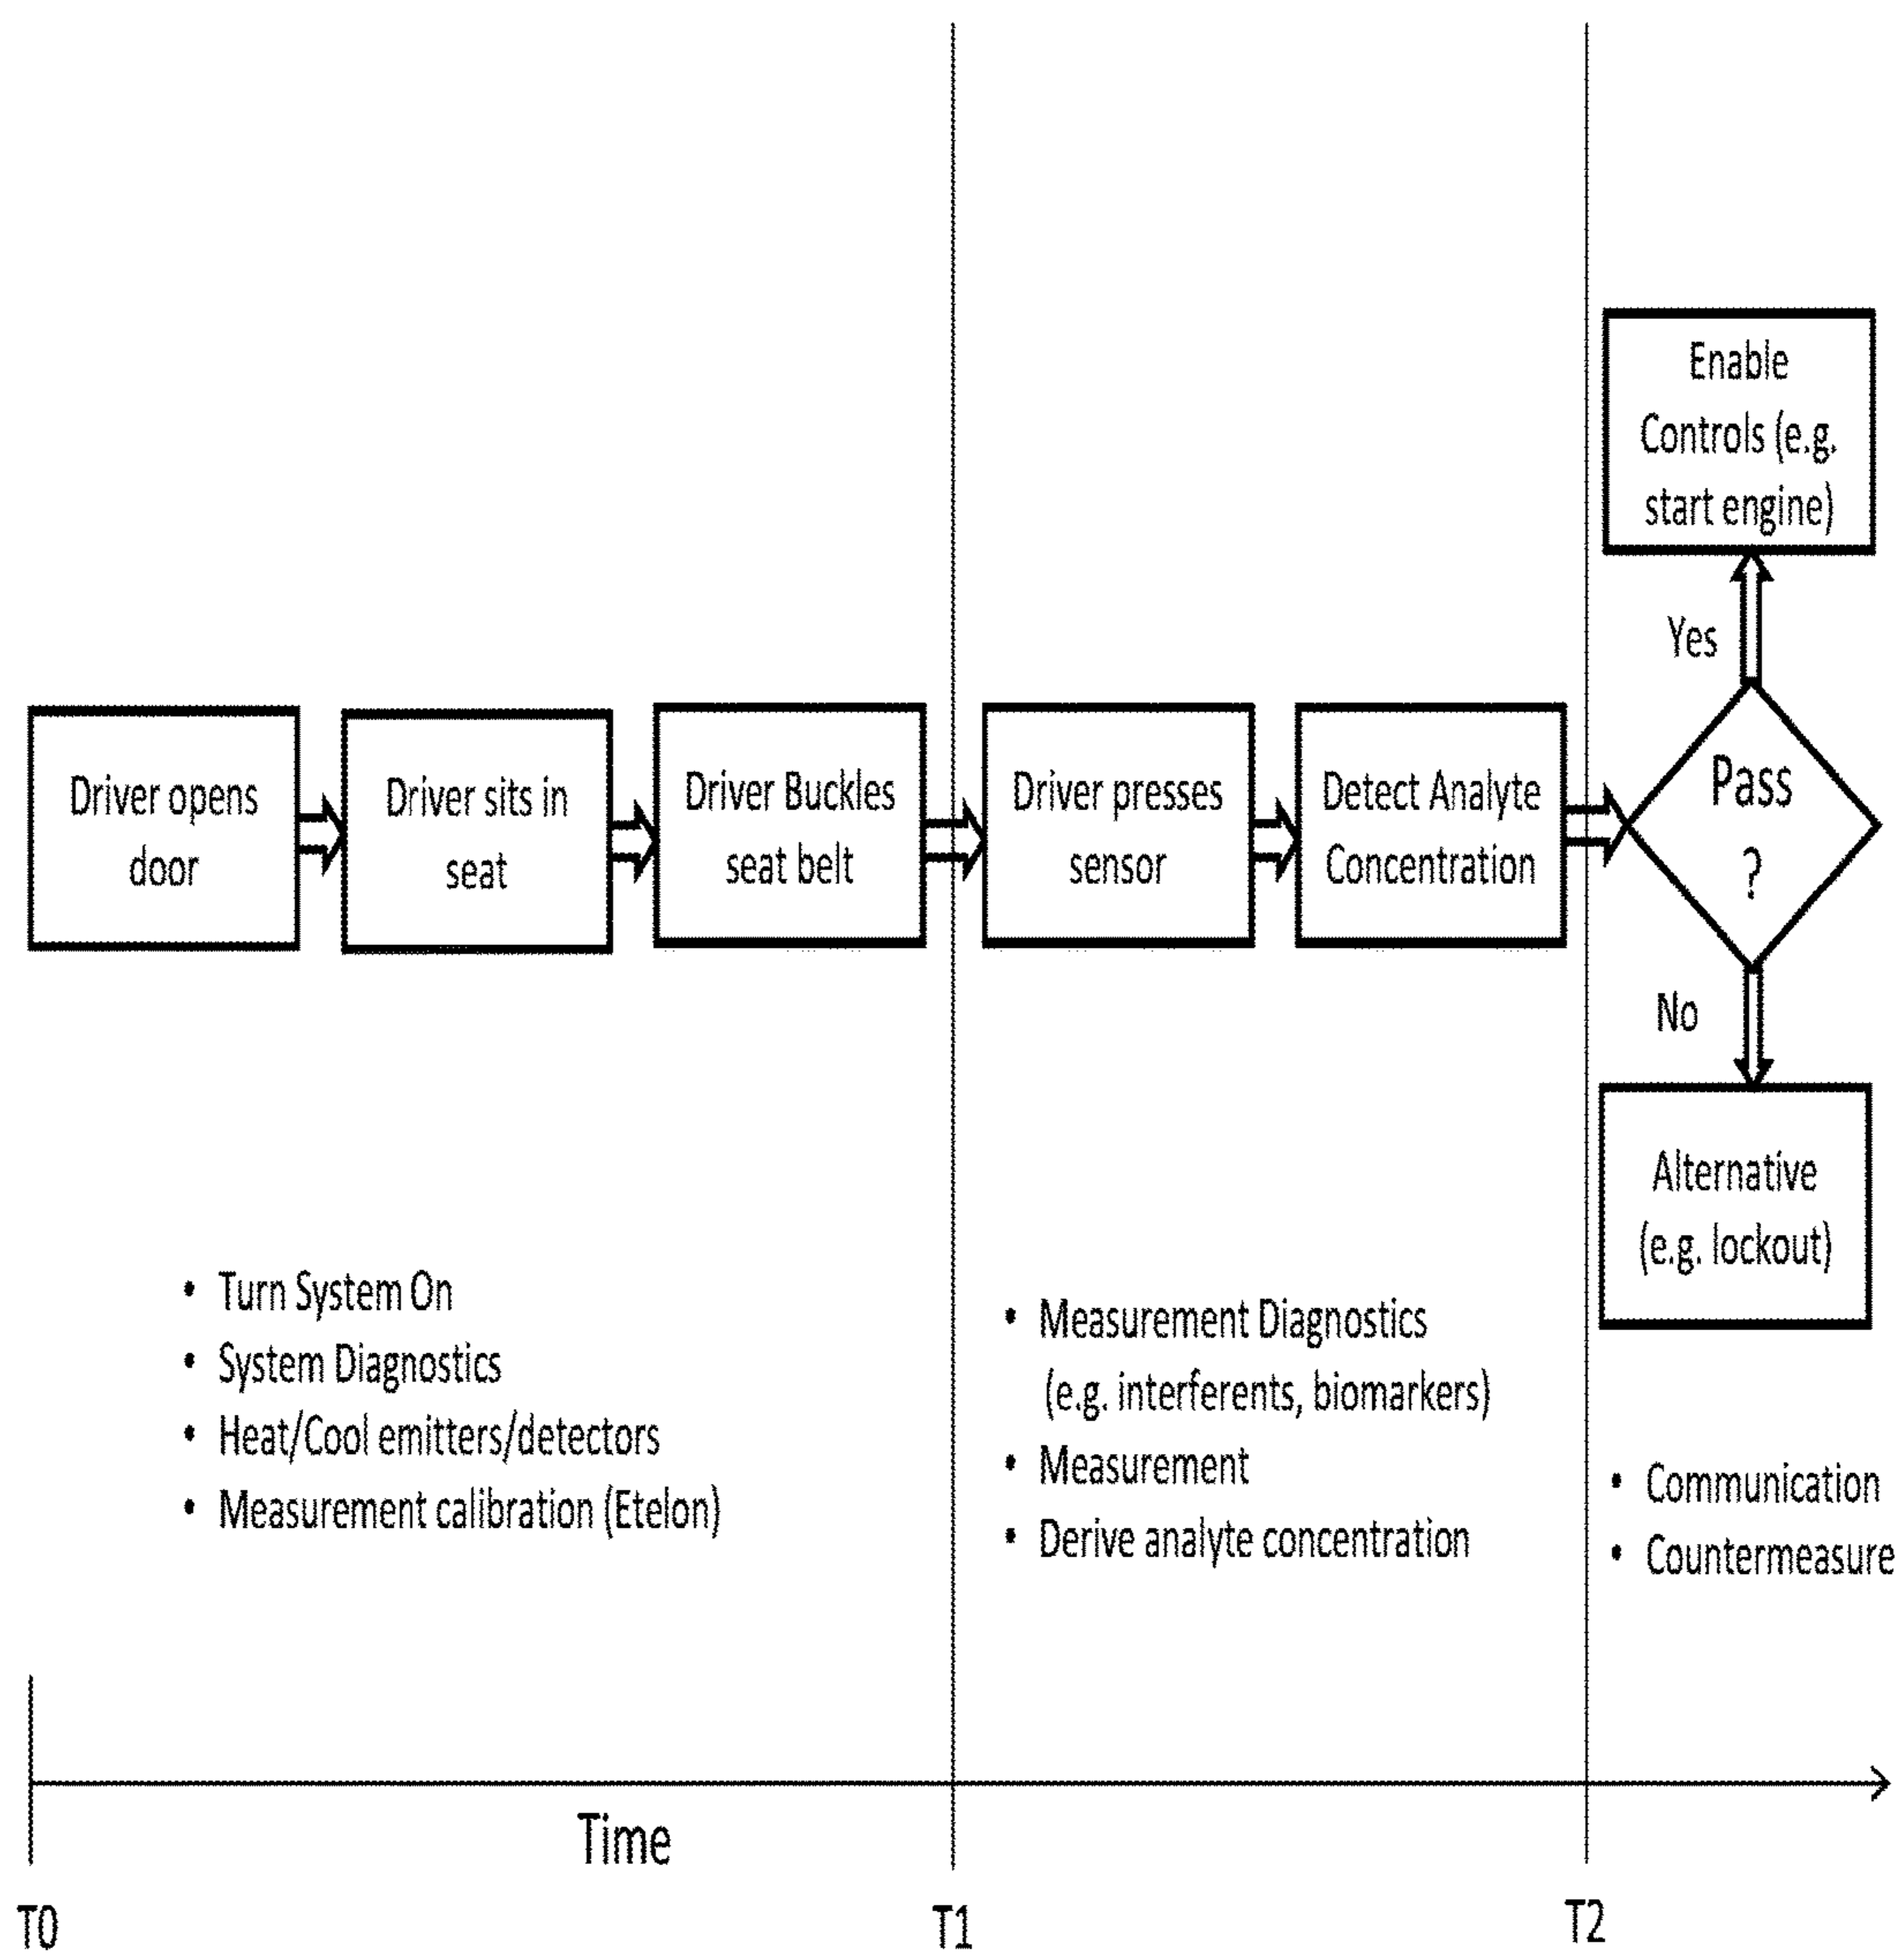 Enable
Controls (e.g.
start engine)
Yes
Driver opens
door
Driver sits in
seat
Driver Buckles
seat belt
Driver presses
sensor
Detect Analyte
Concentration
Pass
?
No
Alternative
(e.g. lockout)
• Turn System On
• System Diagnostics
• Heat/Cool emitters/detectors
• Measurement calibration (Etelon)
• Measurement Diagnostics
(e.g. interferents, biomarkers)
• Measurement
• Derive analyte concentration
• Communication
• Countermeasure
Time
T0
T1
T2